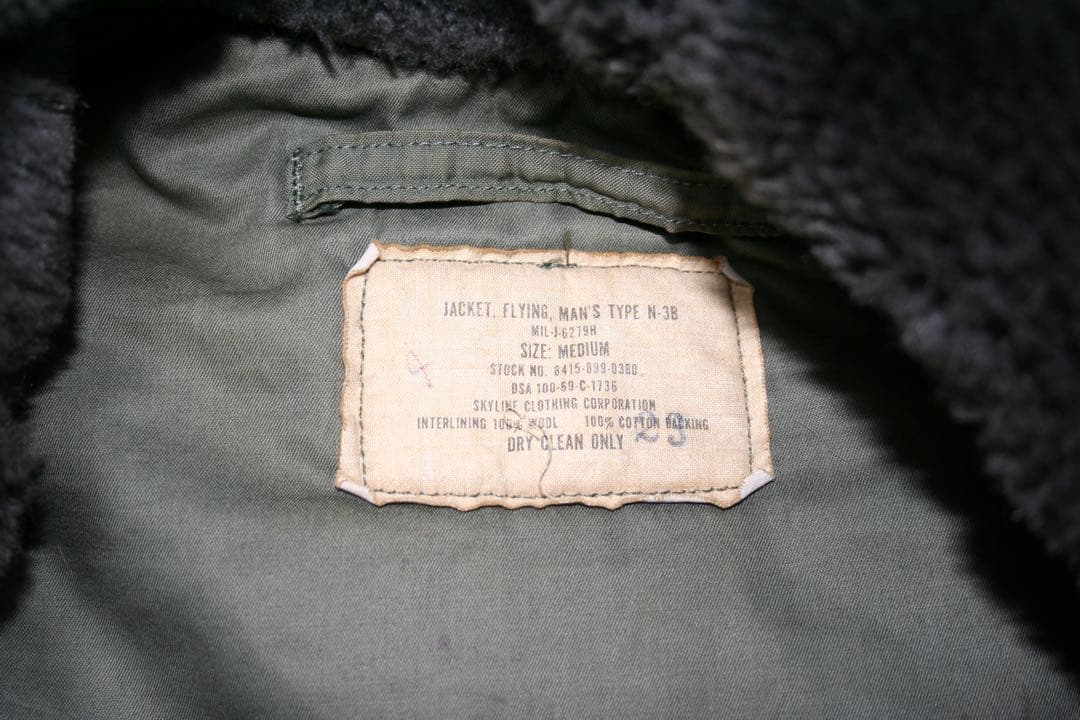 JACKET, FLYING, MAN'S TYPE N-3B
MIL-J-6279H
SIZE: MEDIUM
STOCK NO. 8415-899-0380
DSA 100-69-C-1736
SKYLINE CLOTHING CORPORATION
INTERLINING 100% WOOL 100% COTTON BACKING
DRY CLEAN ONLY 23